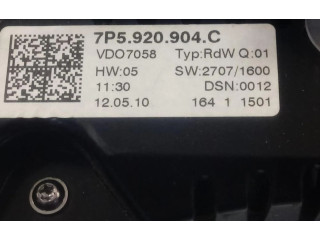 7P5.920.904.C
VDO7058 Typ:RdW Q:01
HW:05 SW:2707/1600
11:30 DSN:0012
12.05.10 164 1 1501